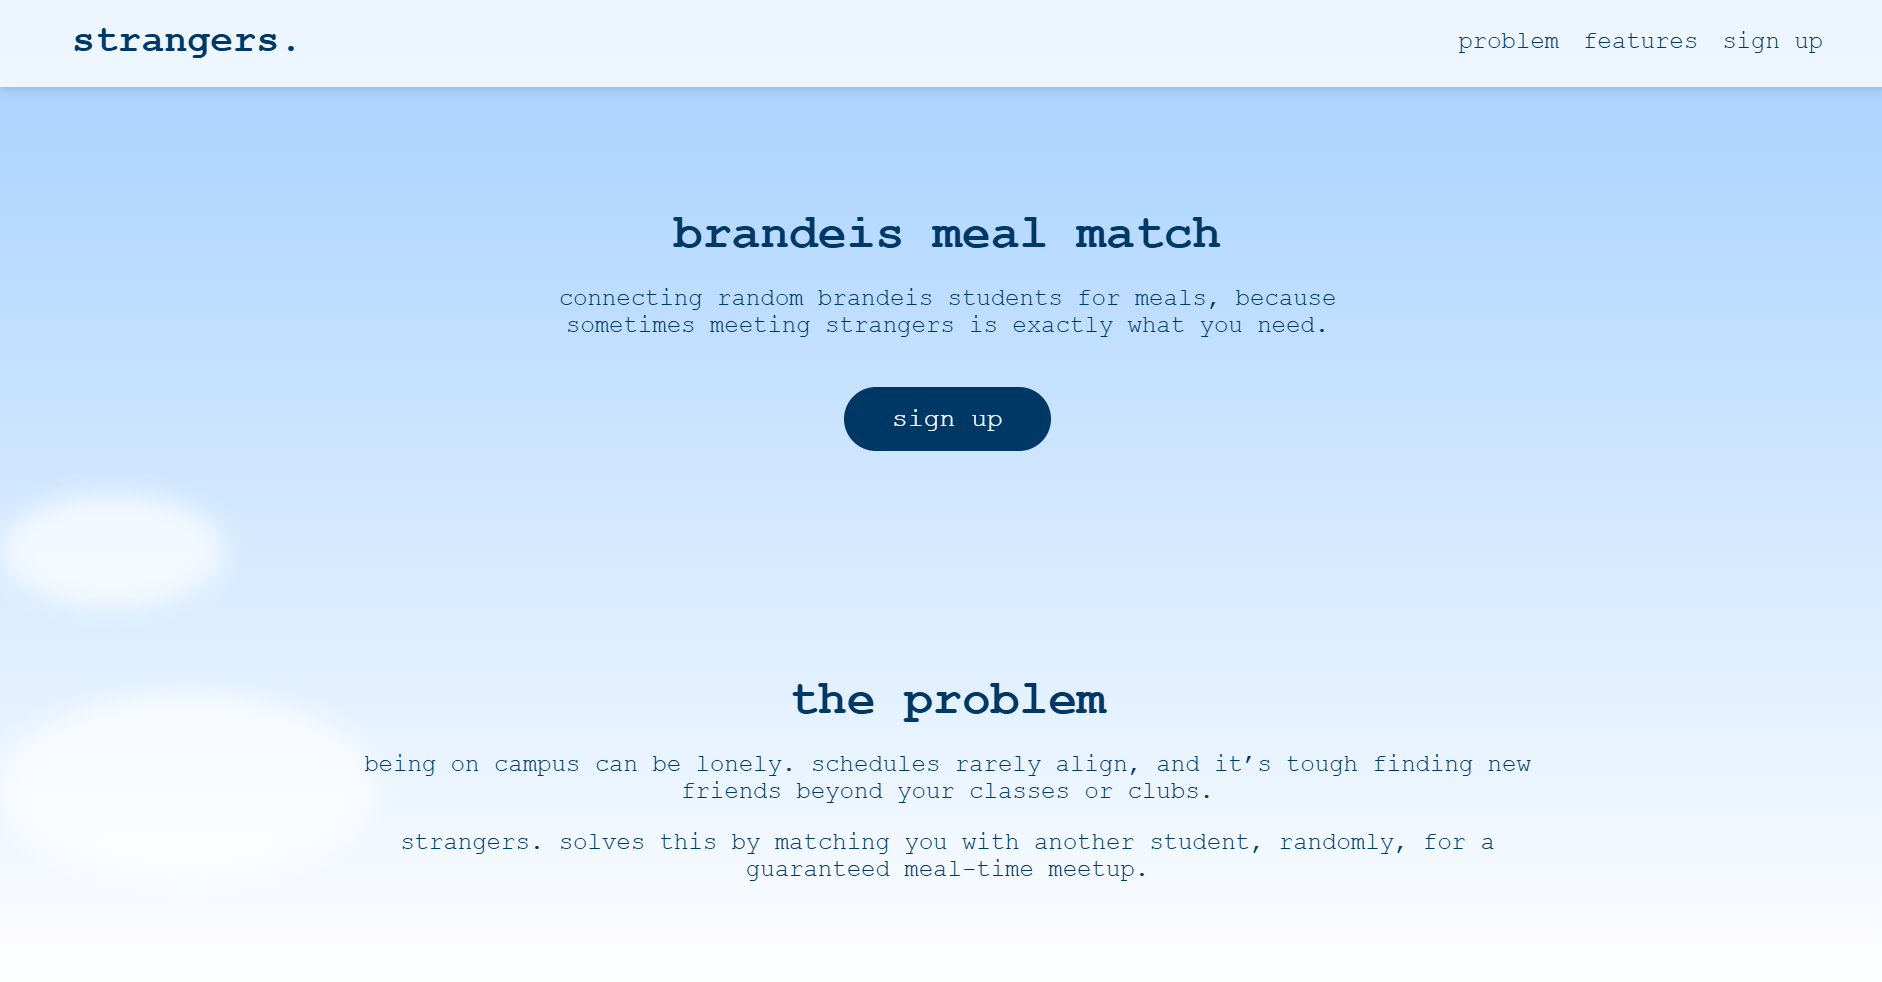 strangers.
problem features sign up
brandeis meal match
connecting random brandeis students for meals, because
sometimes meeting strangers is exactly what you need.
sign up
the problem
being on campus can be lonely. schedules rarely align, and it’s tough finding new
friends beyond your classes or clubs.
strangers. solves this by matching you with another student, randomly, for a
guaranteed meal-time meetup.